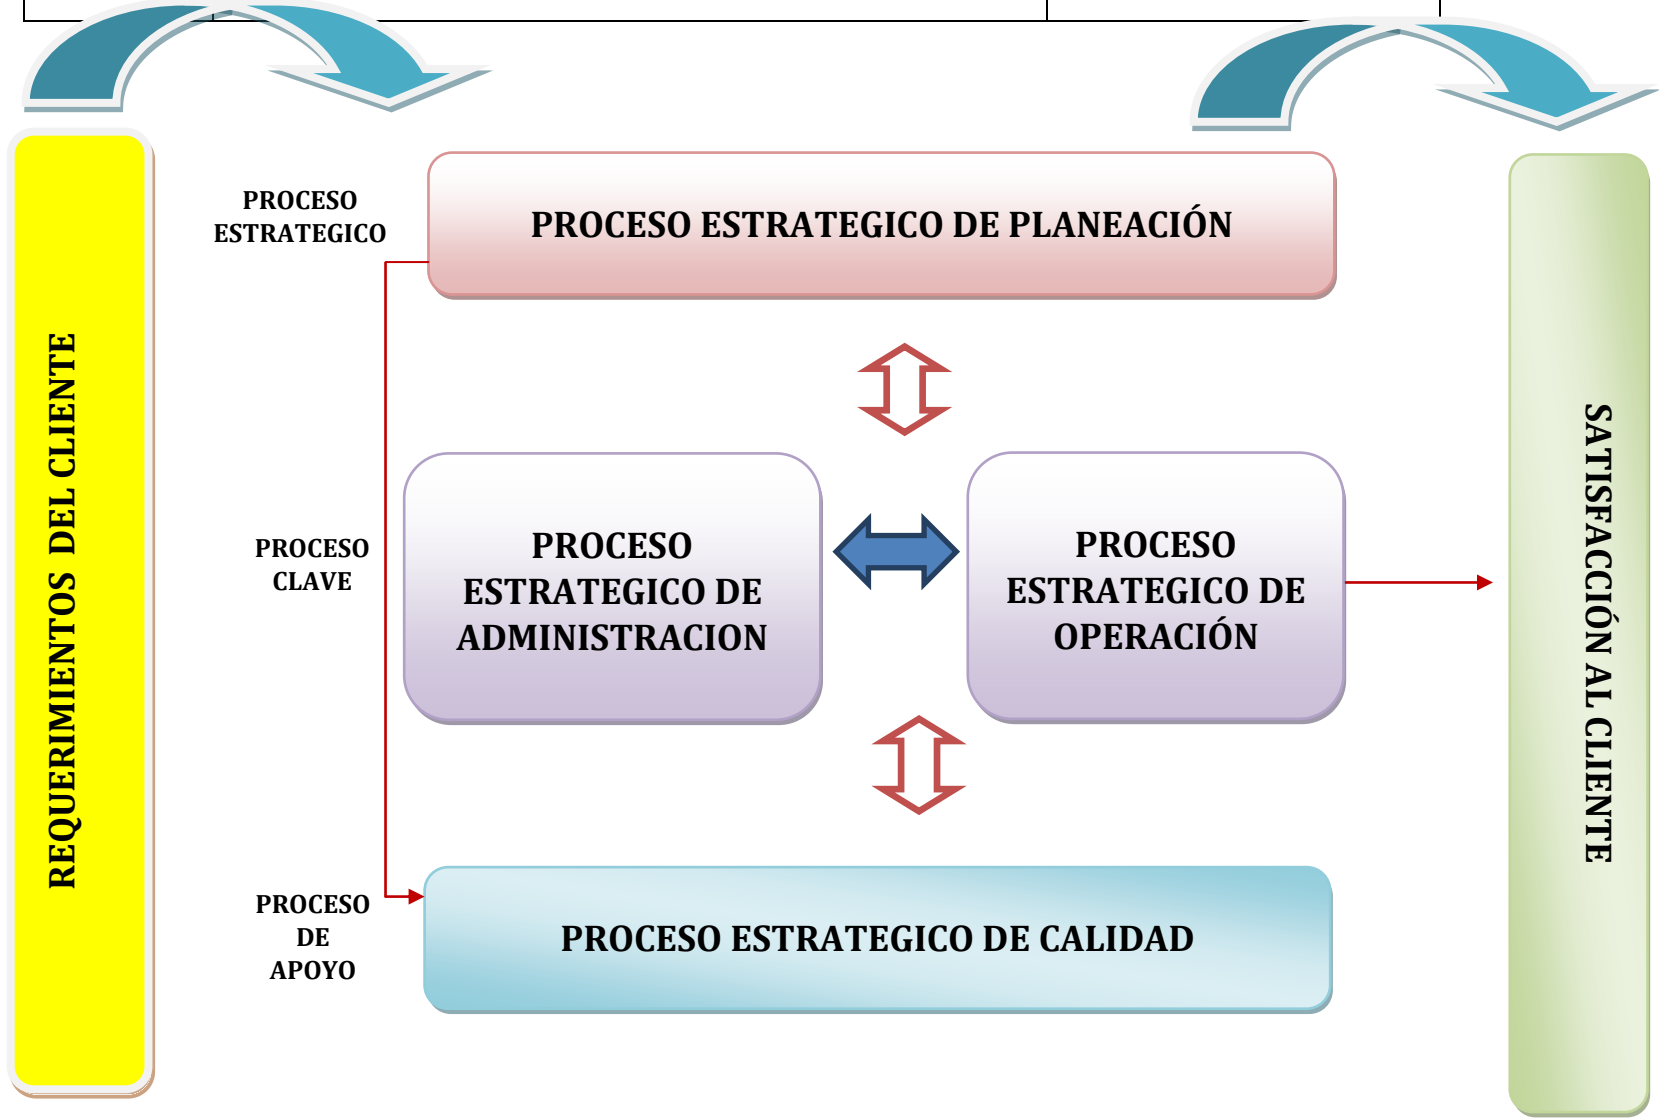 REQUERIMIENTOS DEL CLIENTE
PROCESO
ESTRATEGICO
PROCESO ESTRATEGICO DE PLANEACIÓN
PROCESO
CLAVE
PROCESO
ESTRATEGICO DE
ADMINISTRACION
PROCESO
ESTRATEGICO DE
OPERACIÓN
PROCESO
DE
APOYO
PROCESO ESTRATEGICO DE CALIDAD
SATISFACCIÓN AL CLIENTE